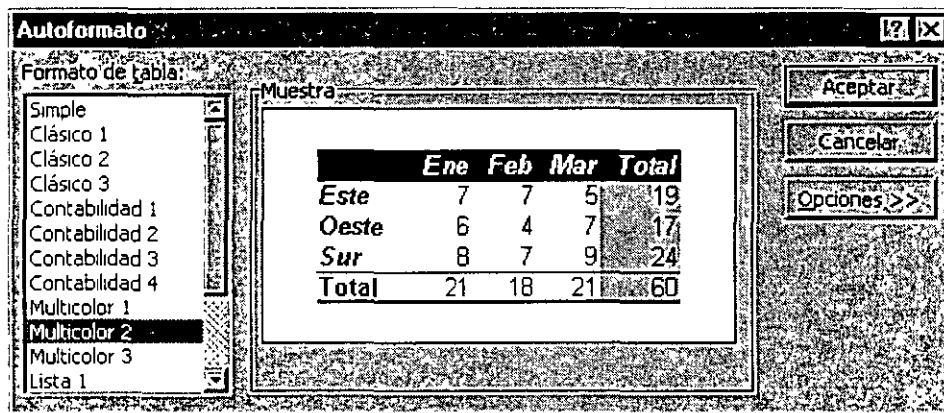 Autoformato
Formato de tabla:
Simple
Clásico 1
Clásico 2
Clásico 3
Contabilidad 1
Contabilidad 2
Contabilidad 3
Contabilidad 4
Multicolor 1
Multicolor 2
Multicolor 3
Lista 1
Muestra
Ene Feb Mar Total
Este 7 7 5 19
Oeste 6 4 7 17
Sur 8 7 9 24
Total 21 18 21 60
Aceptar
Cancelar
Opciones >>